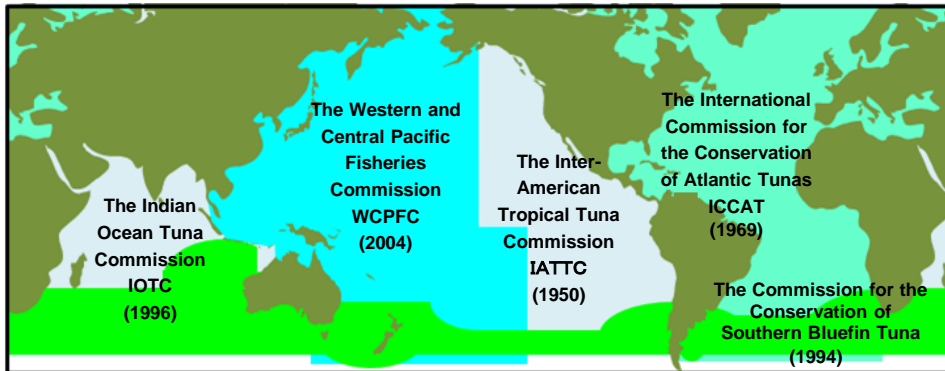 The Western and
Central Pacific
Fisheries
Commission
WCPFC
(2004)
The International
Commission for
the Conservation
of Atlantic Tunas
ICCAT
(1969)
The Inter-
American
Tropical Tuna
Commission
IATTC
(1950)
The Indian
Ocean Tuna
Commission
IOTC
(1996)
The Commission for the
Conservation of
Southern Bluefin Tuna
(1994)